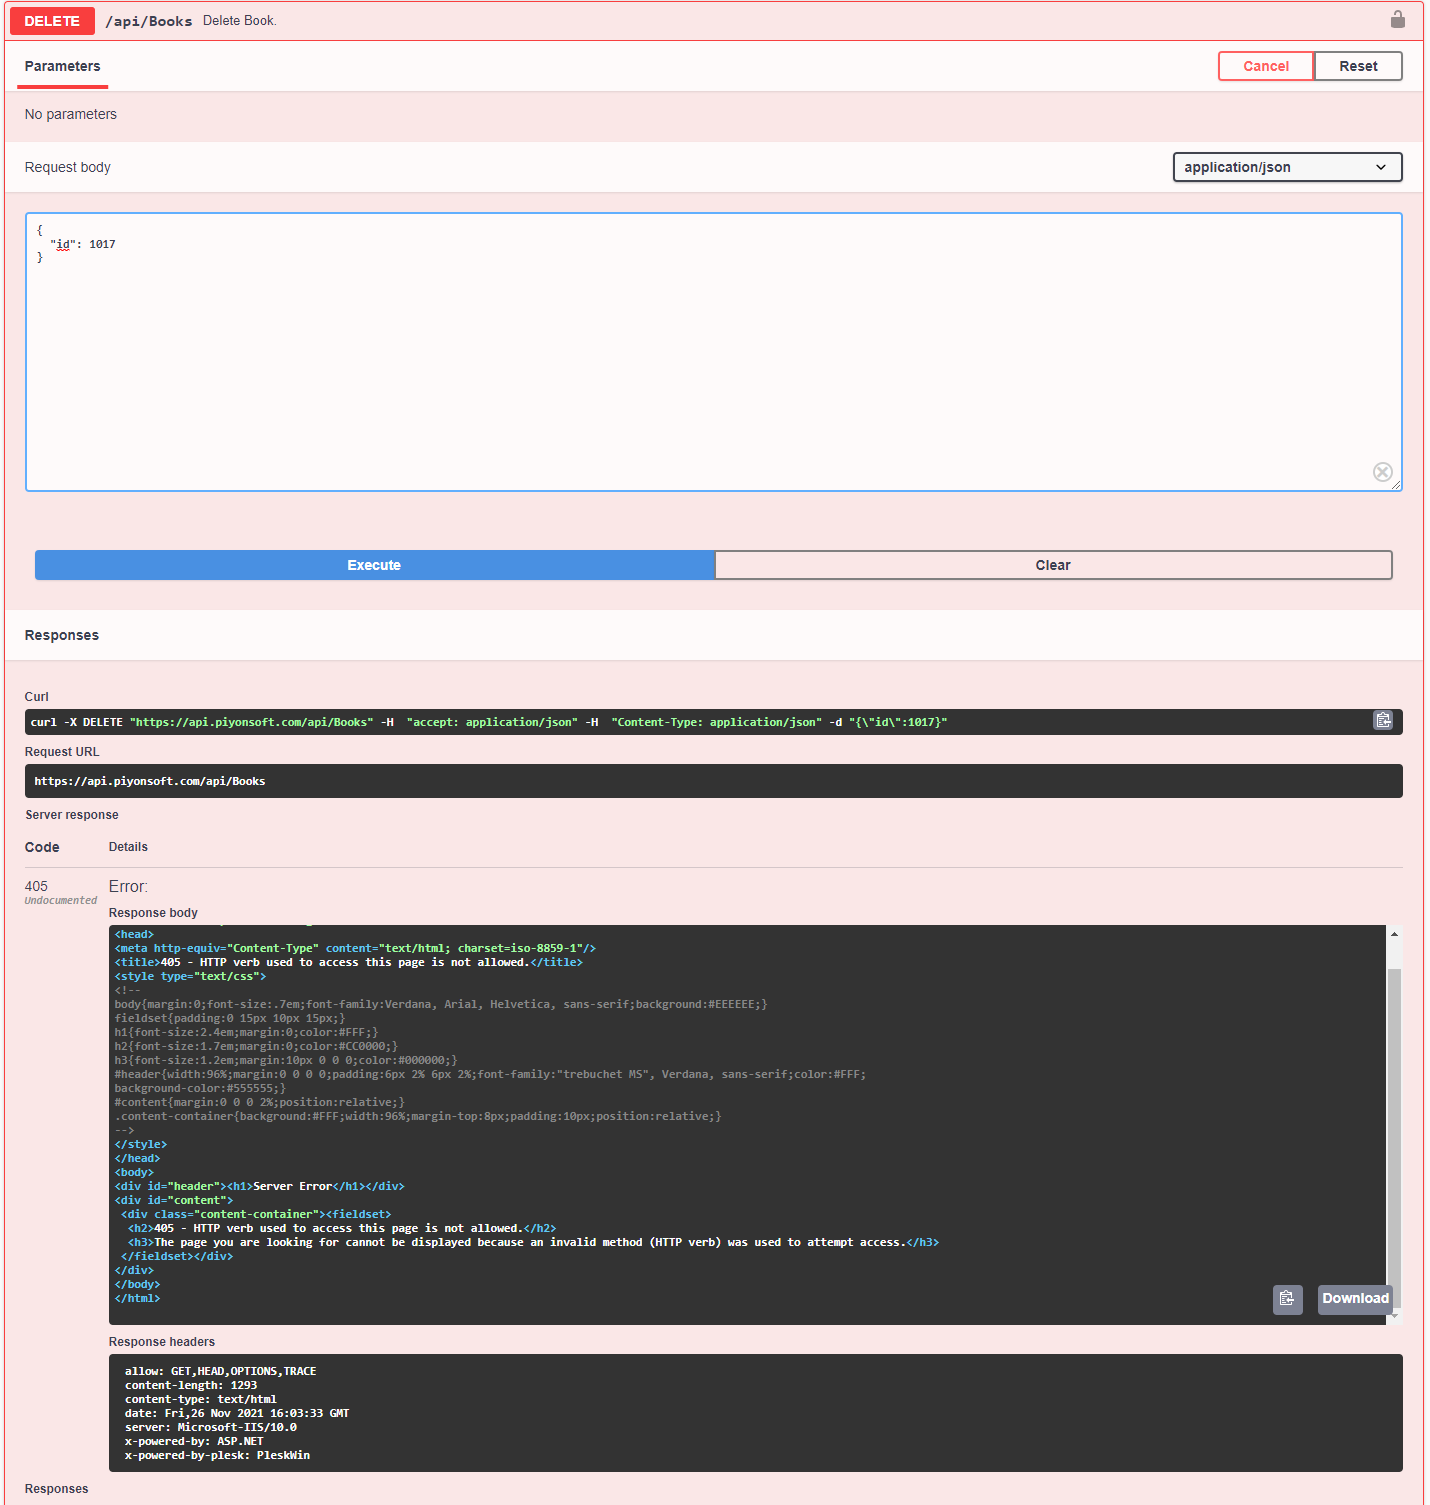 DELETE /api/Books Delete Book.
Parameters
Cancel Reset
No parameters
Request body
application/json
{
  "id": 1017
}
Execute Clear
Responses
Curl
curl -X DELETE "https://api.piyonsoft.com/api/Books" -H  "accept: application/json" -H  "Content-Type: application/json" -d "{\"id\":1017}"
Request URL
https://api.piyonsoft.com/api/Books
Server response
Code Details
405 Error:
Undocumented
Response body
<head>
<meta http-equiv="Content-Type" content="text/html; charset=iso-8859-1"/>
<title>405 - HTTP verb used to access this page is not allowed.</title>
<style type="text/css">
<!--
body{margin:0;font-size:.7em;font-family:Verdana, Arial, Helvetica, sans-serif;background:#EEEEEE;}
fieldset{padding:0 15px 10px 15px;}
h1{font-size:2.4em;margin:0;color:#FFF;}
h2{font-size:1.7em;margin:0;color:#CC0000;}
h3{font-size:1.2em;margin:10px 0 0 0;color:#000000;}
#header{width:96%;margin:0 0 0 0;padding:6px 2% 6px 2%;font-family:"trebuchet MS", Verdana, sans-serif;color:#FFF;
background-color:#555555;}
#content{margin:0 0 0 2%;position:relative;}
.content-container{background:#FFF;width:96%;margin-top:8px;padding:10px;position:relative;}
-->
</style>
</head>
<body>
<div id="header"><h1>Server Error</h1></div>
<div id="content">
 <div class="content-container"><fieldset>
  <h2>405 - HTTP verb used to access this page is not allowed.</h2>
  <h3>The page you are looking for cannot be displayed because an invalid method (HTTP verb) was used to attempt access.</h3>
 </fieldset></div>
</div>
</body>
</html>
Download
Response headers
allow: GET,HEAD,OPTIONS,TRACE
content-length: 1293
content-type: text/html
date: Fri,26 Nov 2021 16:03:33 GMT
server: Microsoft-IIS/10.0
x-powered-by: ASP.NET
x-powered-by-plesk: PleskWin
Responses